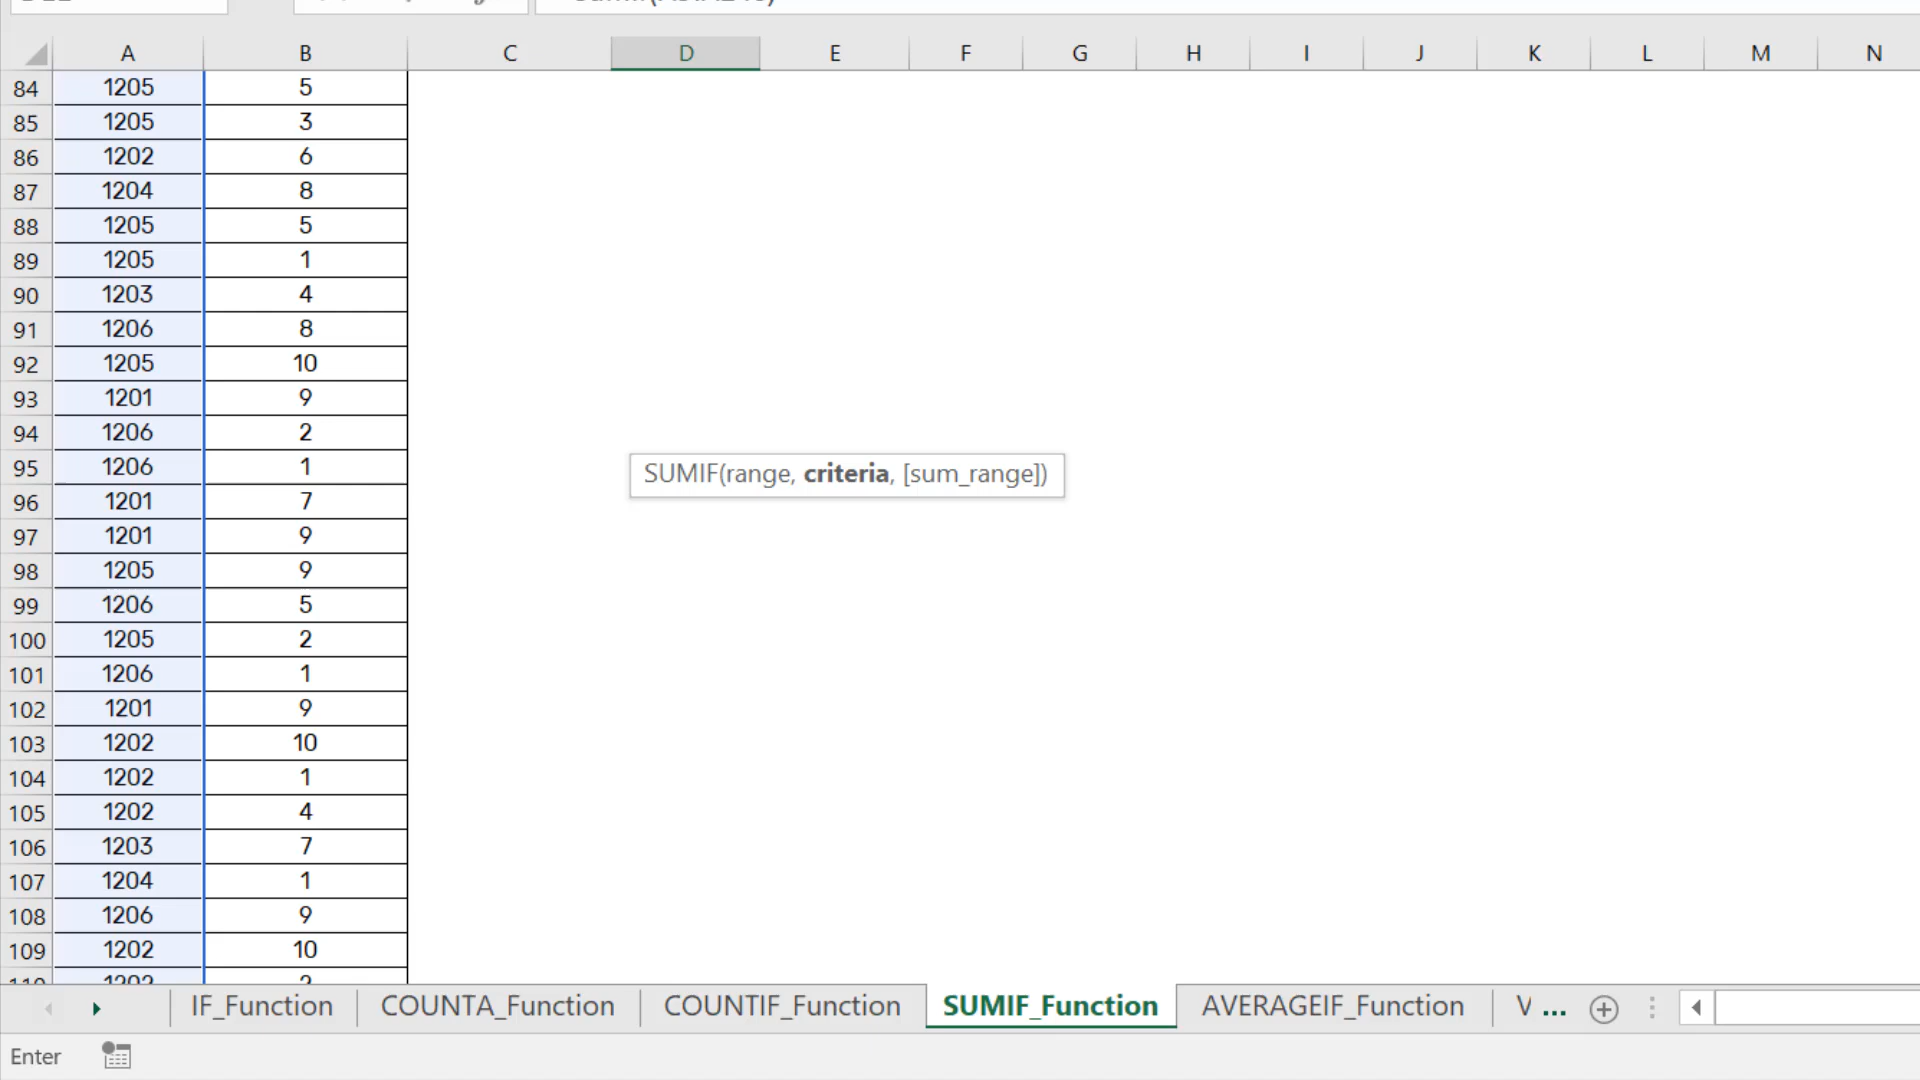 A B C D E F G H I J K L M N
84 1205 5
85 1205 3
86 1202 6
87 1204 8
88 1205 5
89 1205 1
90 1203 4
91 1206 8
92 1205 10
93 1201 9
94 1206 2
95 1206 1
SUMIF(range, criteria, [sum_range])
96 1201 7
97 1201 9
98 1205 9
99 1206 5
100 1205 2
101 1206 1
102 1201 9
103 1202 10
104 1202 1
105 1202 4
106 1203 7
107 1204 1
108 1206 9
109 1202 10
IF_Function COUNTA_Function COUNTIF_Function SUMIF_Function AVERAGEIF_Function V ...
Enter